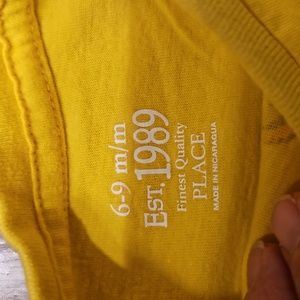 6-9 m/m
EST. 1989
Finest Quality
PLACE
MADE IN NICARAGUA